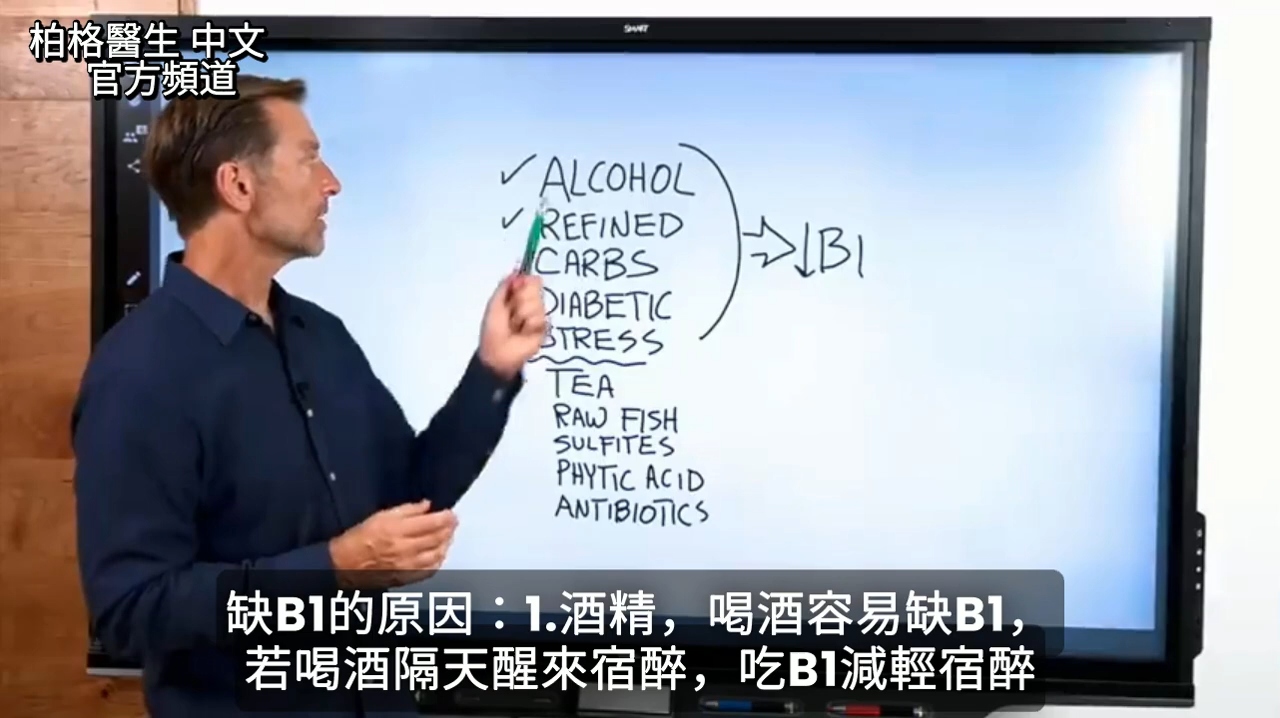 柏格醫生 中文
官方頻道
SMART
ALCOHOL
REFINED
CARBS
DIABETIC
STRESS
↓B1
TEA
RAW FISH
SULFITES
PHYTIC ACID
ANTIBIOTICS
缺B1的原因：1.酒精，喝酒容易缺B1，
若喝酒隔天醒來宿醉，吃B1減輕宿醉